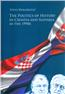 The Politics of History
in Croatia and Slovenia
in the 1990s